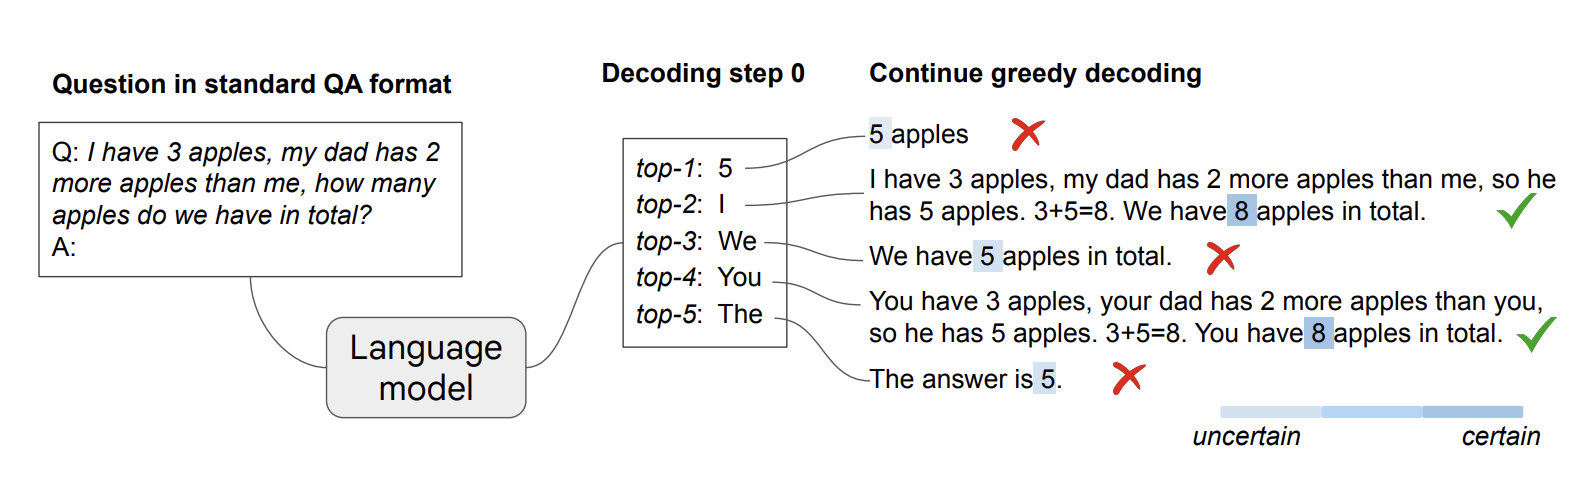 Question in standard QA format
Q: I have 3 apples, my dad has 2
more apples than me, how many
apples do we have in total?
A:
Language
model
Decoding step 0
top-1: 5
top-2: I
top-3: We
top-4: You
top-5: The
Continue greedy decoding
5 apples
I have 3 apples, my dad has 2 more apples than me, so he
has 5 apples. 3+5=8. We have 8 apples in total.
We have 5 apples in total.
You have 3 apples, your dad has 2 more apples than you,
so he has 5 apples. 3+5=8. You have 8 apples in total.
The answer is 5.
uncertain certain